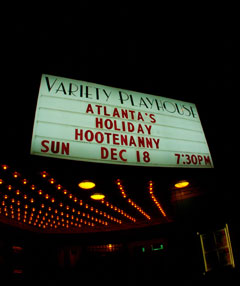 VARIETY PLAYHOUSE
ATLANTA'S
HOLIDAY
HOOTENANNY
SUN DEC 18 7:30PM